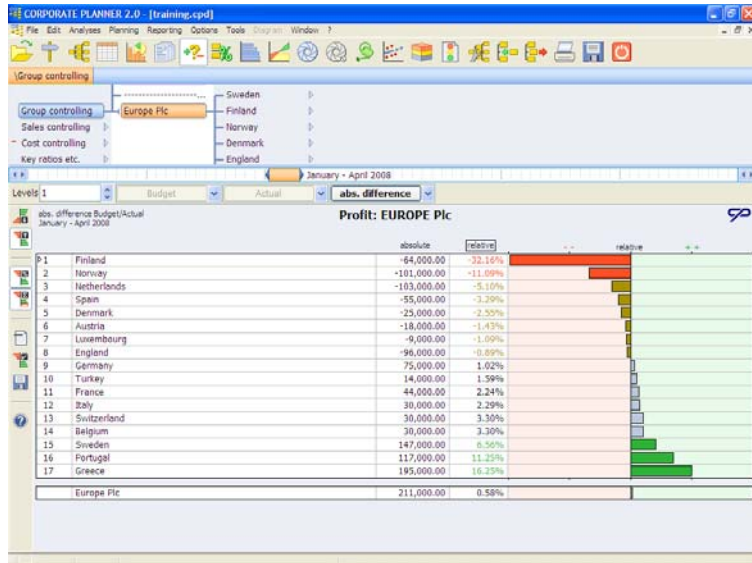 CORPORATE PLANNER 2.0 - [training.cpd]
File Edit Analyses Planning Reporting Options Tools Diagram Window ?
\Group controlling
Sweden
Group controlling Europe Plc Finland
Sales controlling Norway
Cost controlling Denmark
Key ratios etc. England
January - April 2008
Levels 1 Budget Actual abs. difference
abs. difference Budget/Actual
January - April 2008
Profit: EUROPE Plc
absolute relative - - relative + +
1 Finland -64,000.00 -32.16%
2 Norway -101,000.00 -11.09%
3 Netherlands -103,000.00 -5.10%
4 Spain -55,000.00 -3.29%
5 Denmark -25,000.00 -2.55%
6 Austria -18,000.00 -1.43%
7 Luxembourg -9,000.00 -1.09%
8 England -96,000.00 -0.89%
9 Germany 75,000.00 1.02%
10 Turkey 14,000.00 1.59%
11 France 44,000.00 2.24%
12 Italy 30,000.00 2.29%
13 Switzerland 30,000.00 3.30%
14 Belgium 30,000.00 3.30%
15 Sweden 147,000.00 6.56%
16 Portugal 117,000.00 11.25%
17 Greece 195,000.00 16.25%
Europe Plc 211,000.00 0.58%